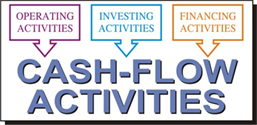 OPERATING ACTIVITIES
INVESTING ACTIVITIES
FINANCING ACTIVITIES
CASH-FLOW
ACTIVITIES